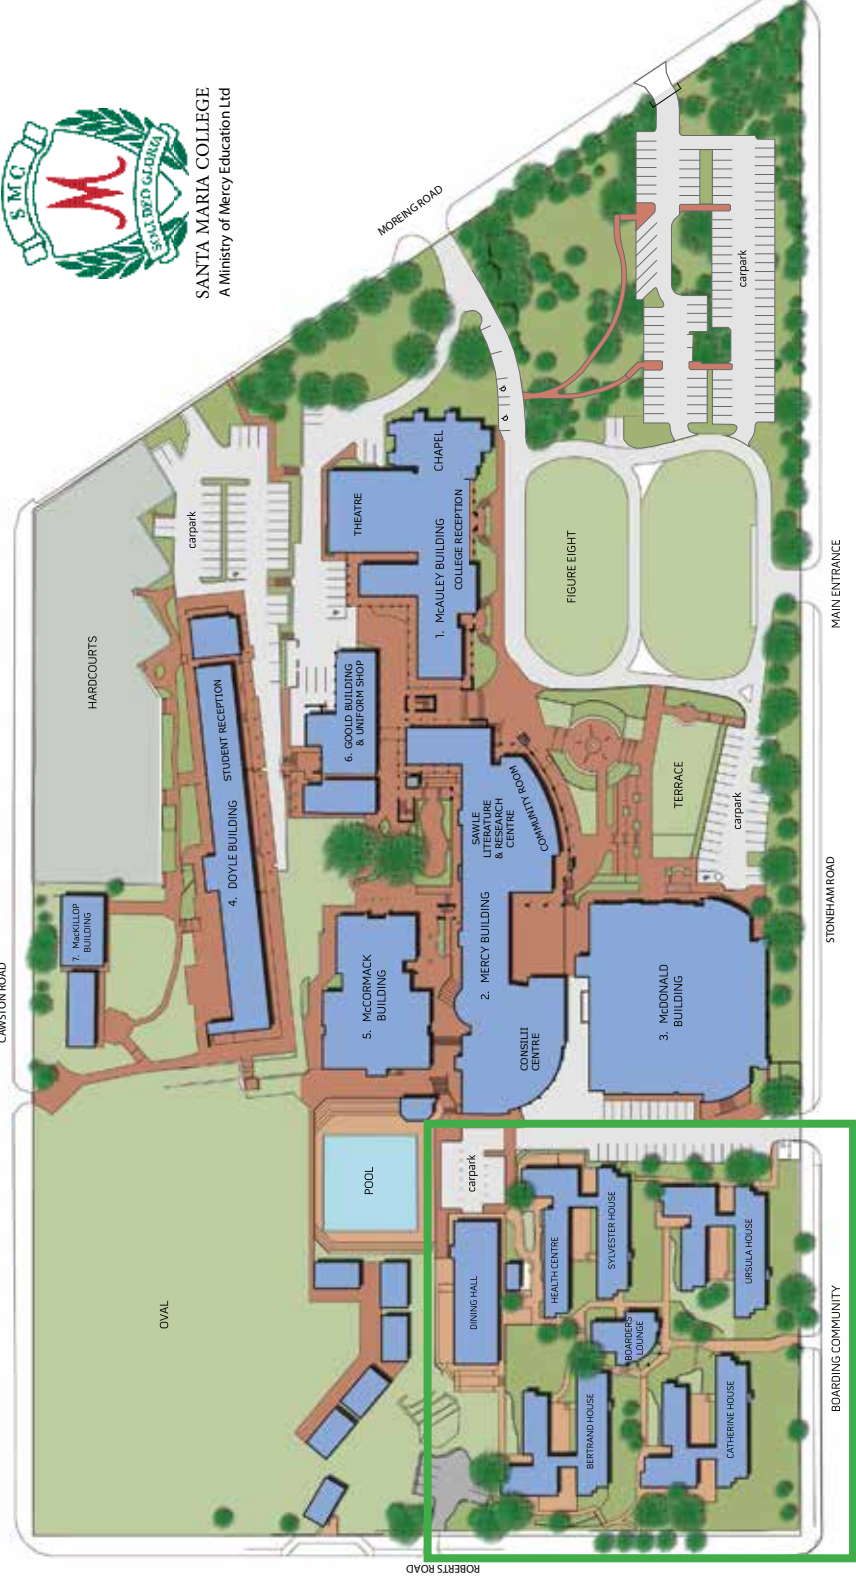 SMC
SOLI DEO GLORIA
SANTA MARIA COLLEGE
A Ministry of Mercy Education Ltd
MOREING ROAD
carpark
CHAPEL
THEATRE
1. McAULEY BUILDING
COLLEGE RECEPTION
FIGURE EIGHT
MAIN ENTRANCE
carpark
HARDCOURTS
STUDENT RECEPTION
4. DOYLE BUILDING
6. GOOLD BUILDING
& UNIFORM SHOP
SAWLE
LITERATURE
& RESEARCH
CENTRE
COMMUNITY ROOM
TERRACE
carpark
STONEHAM ROAD
7. MacKILLOP
BUILDING
CAWSTON ROAD
5. McCORMACK
BUILDING
2. MERCY BUILDING
CONSILII
CENTRE
3. McDONALD
BUILDING
POOL
carpark
OVAL
DINING HALL
HEALTH CENTRE
SYLVESTER HOUSE
URSULA HOUSE
BOARDERS'
LOUNGE
BERTRAND HOUSE
CATHERINE HOUSE
BOARDING COMMUNITY
ROBERTS ROAD